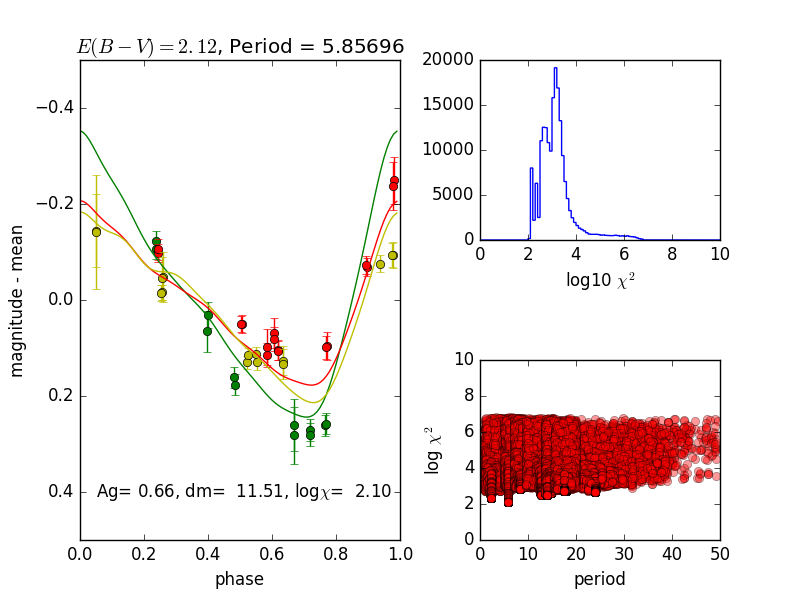 E(B−V)=2.12, Period = 5.85696
magnitude - mean
−0.4
−0.2
0.0
0.2
0.4
Ag= 0.66, dm=  11.51, logχ=  2.10
0.0 0.2 0.4 0.6 0.8 1.0
phase
20000
15000
10000
5000
0
0 2 4 6 8 10
log10 χ²
log χ²
10
8
6
4
2
0
0 10 20 30 40 50
period